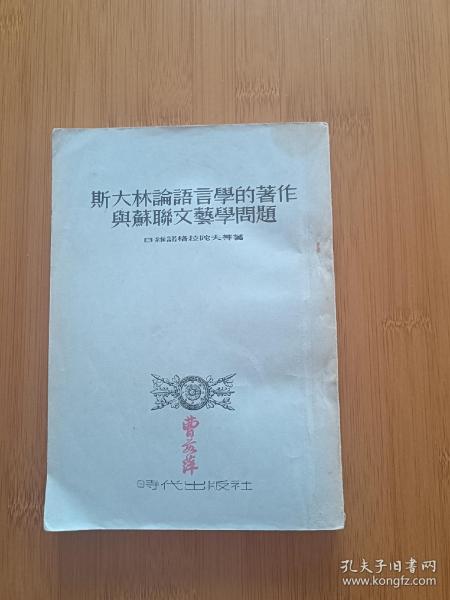 斯大林論語言學的著作
與蘇聯文藝學問題
維諾格拉陀夫等著
曹
萍
時代出版社
孔夫子旧书网
www.kongfz.com